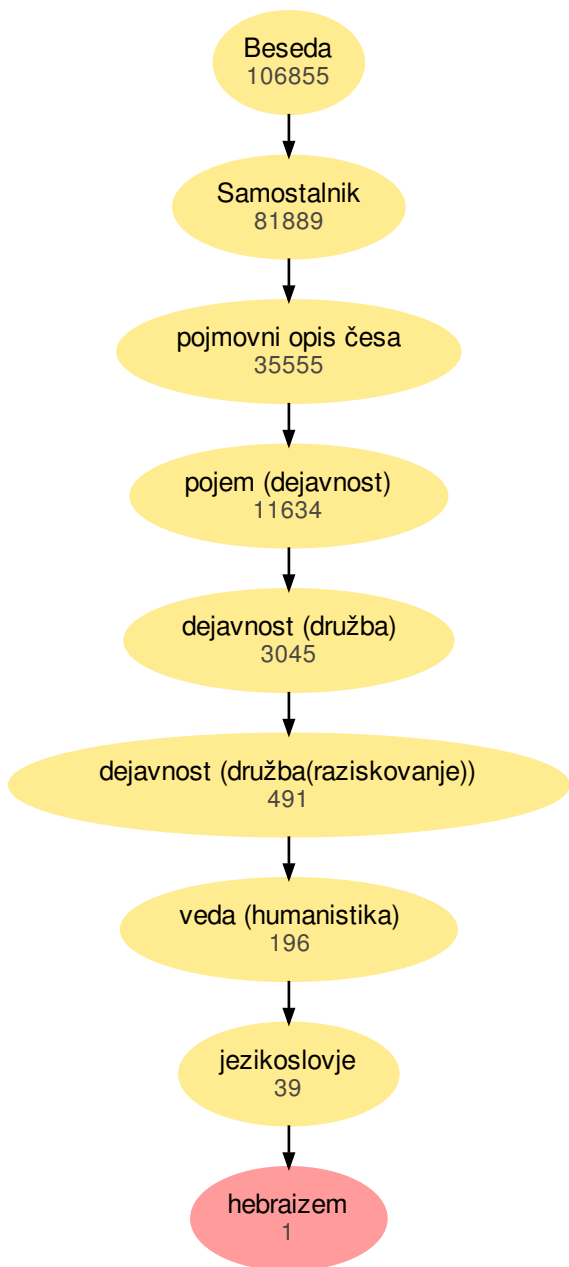 Beseda
106855
Samostalnik
81889
pojmovni opis česa
35555
pojem (dejavnost)
11634
dejavnost (družba)
3045
dejavnost (družba(raziskovanje))
491
veda (humanistika)
196
jezikoslovje
39
hebraizem
1